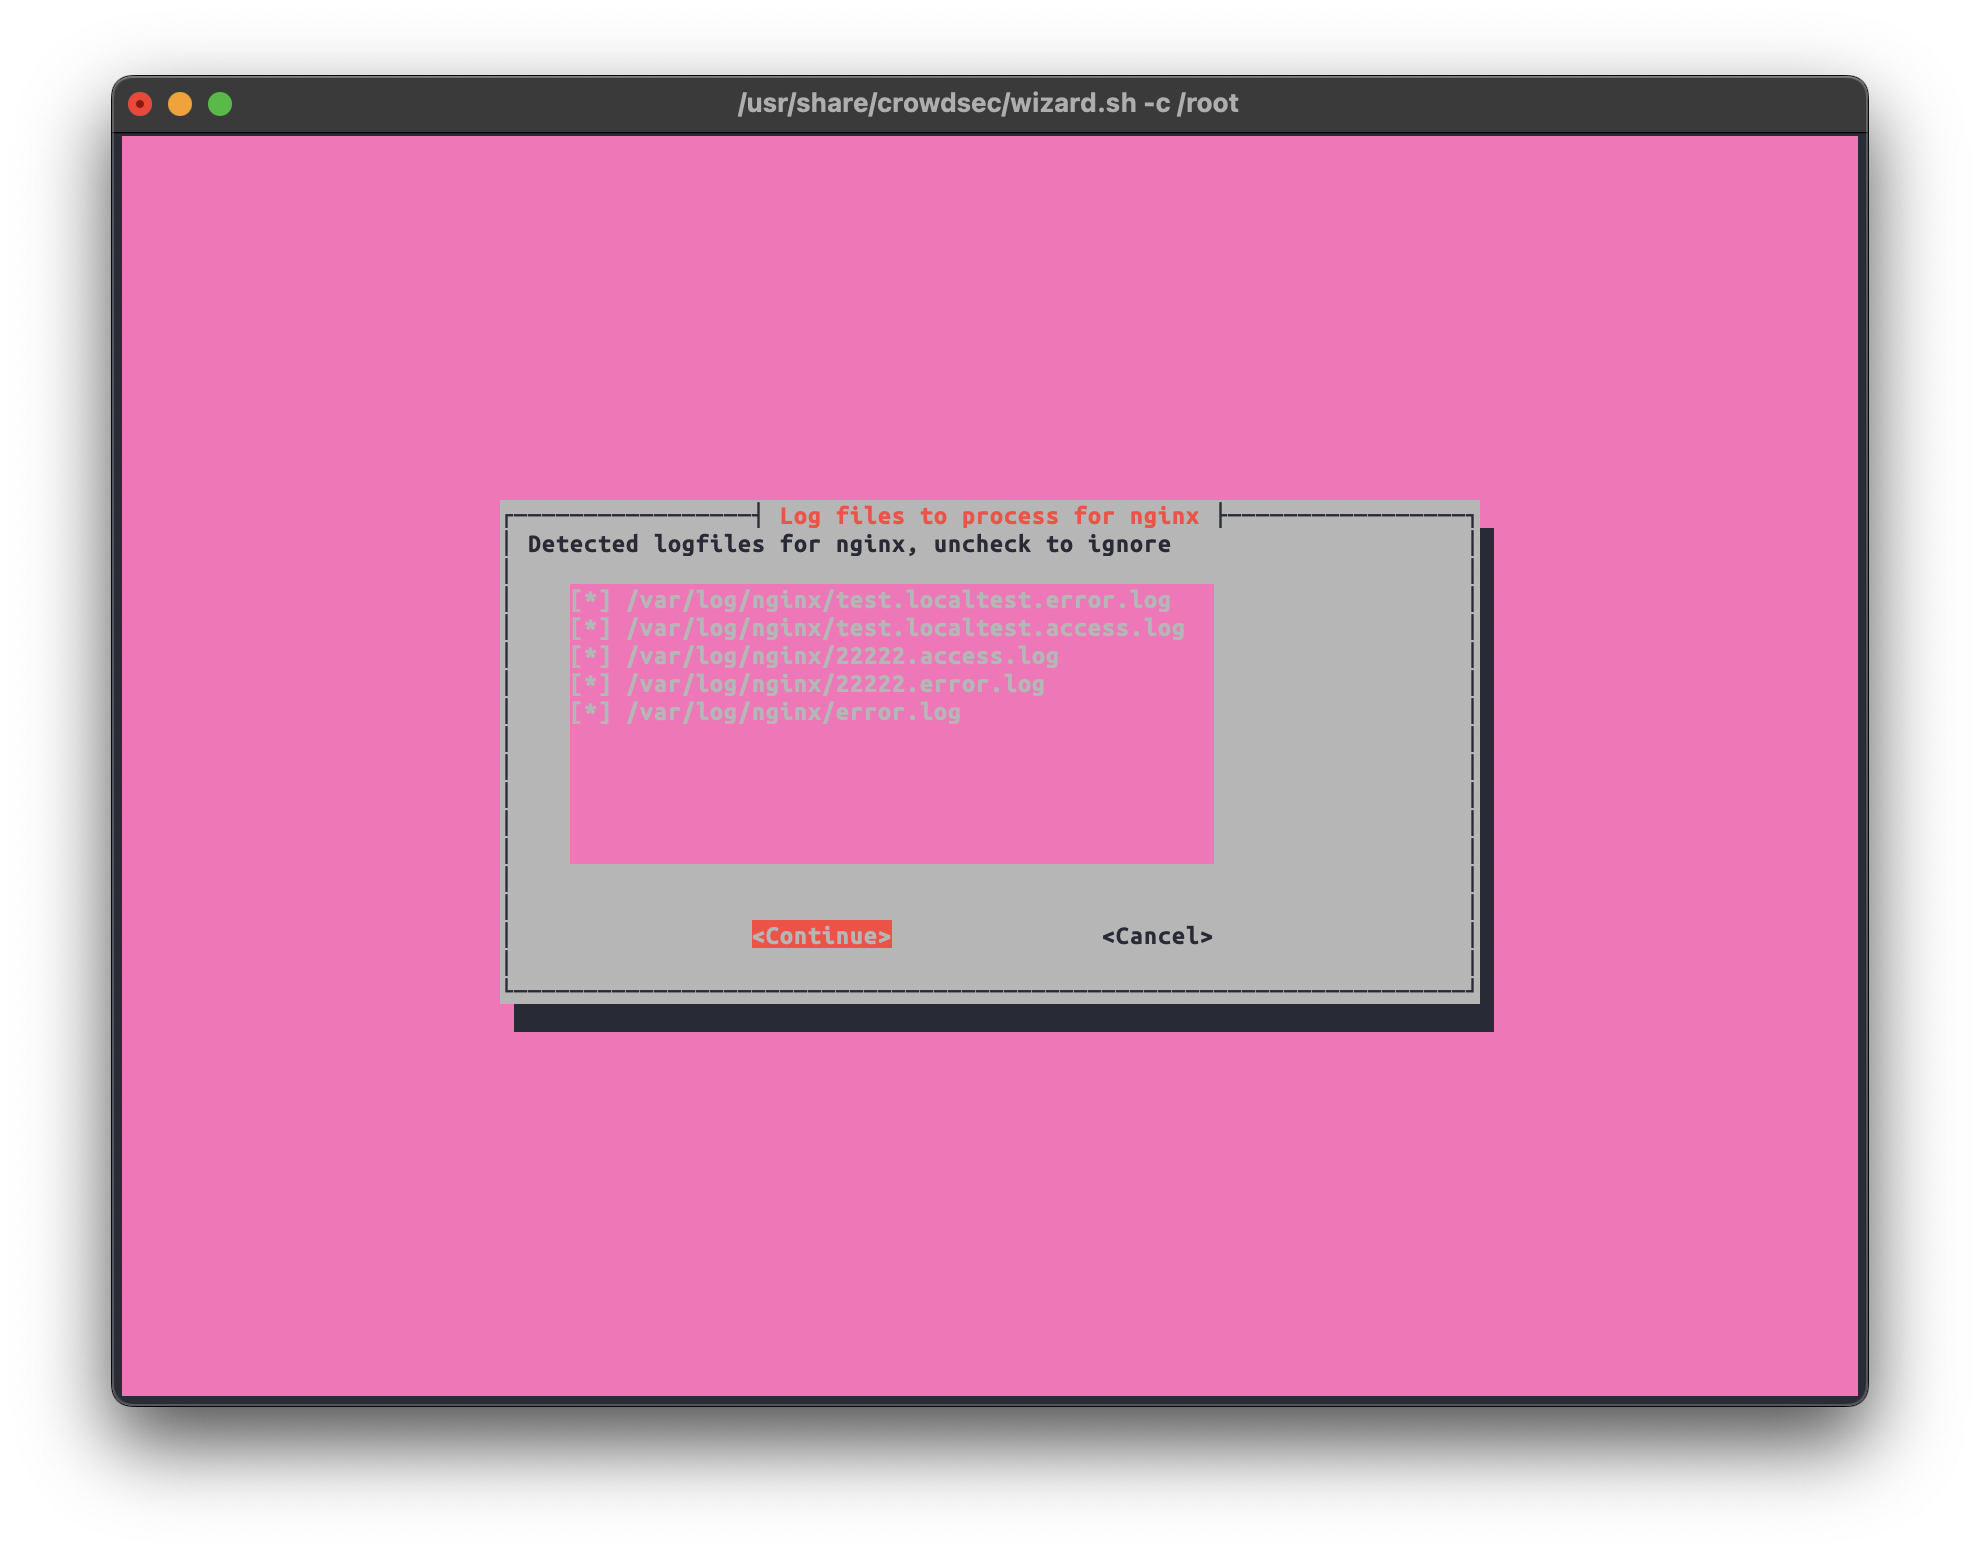 /usr/share/crowdsec/wizard.sh -c /root
Log files to process for nginx
Detected logfiles for nginx, uncheck to ignore
[*] /var/log/nginx/test.localtest.error.log
[*] /var/log/nginx/test.localtest.access.log
[*] /var/log/nginx/22222.access.log
[*] /var/log/nginx/22222.error.log
[*] /var/log/nginx/error.log
<Continue> <Cancel>